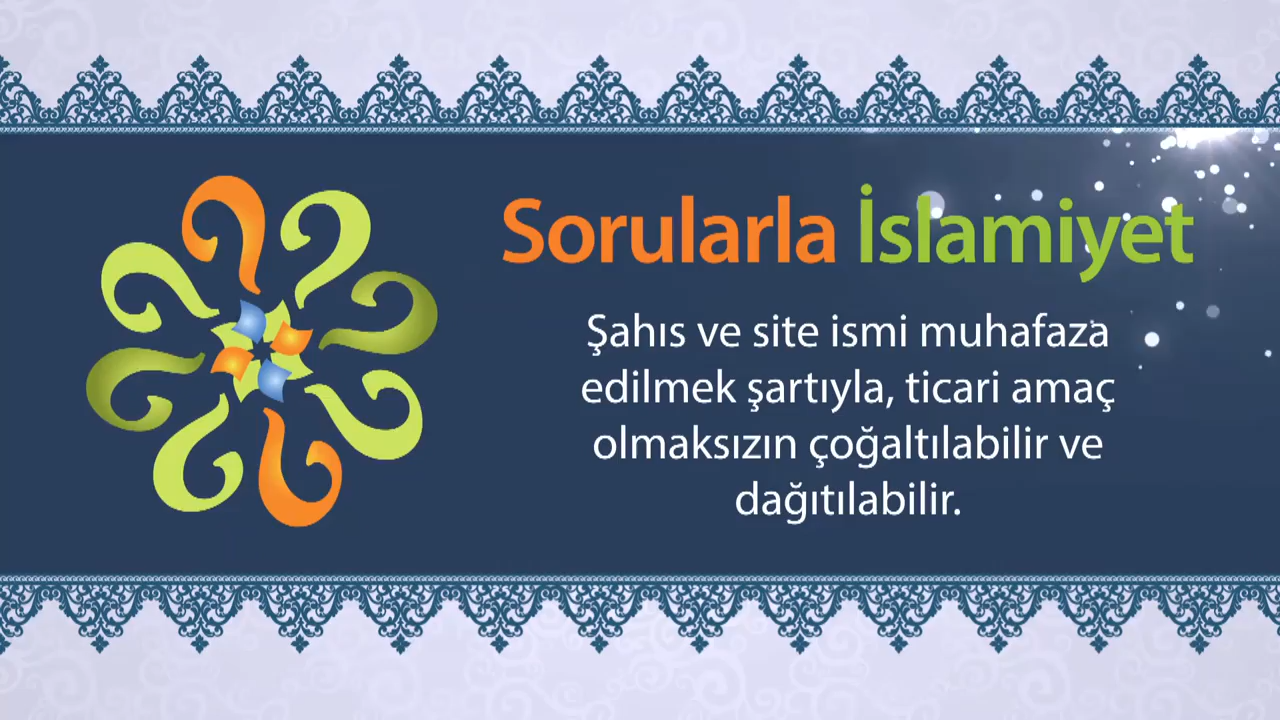 Sorularla İslamiyet
Şahıs ve site ismi muhafaza
edilmek şartıyla, ticari amaç
olmaksızın çoğaltılabilir ve
dağıtılabilir.